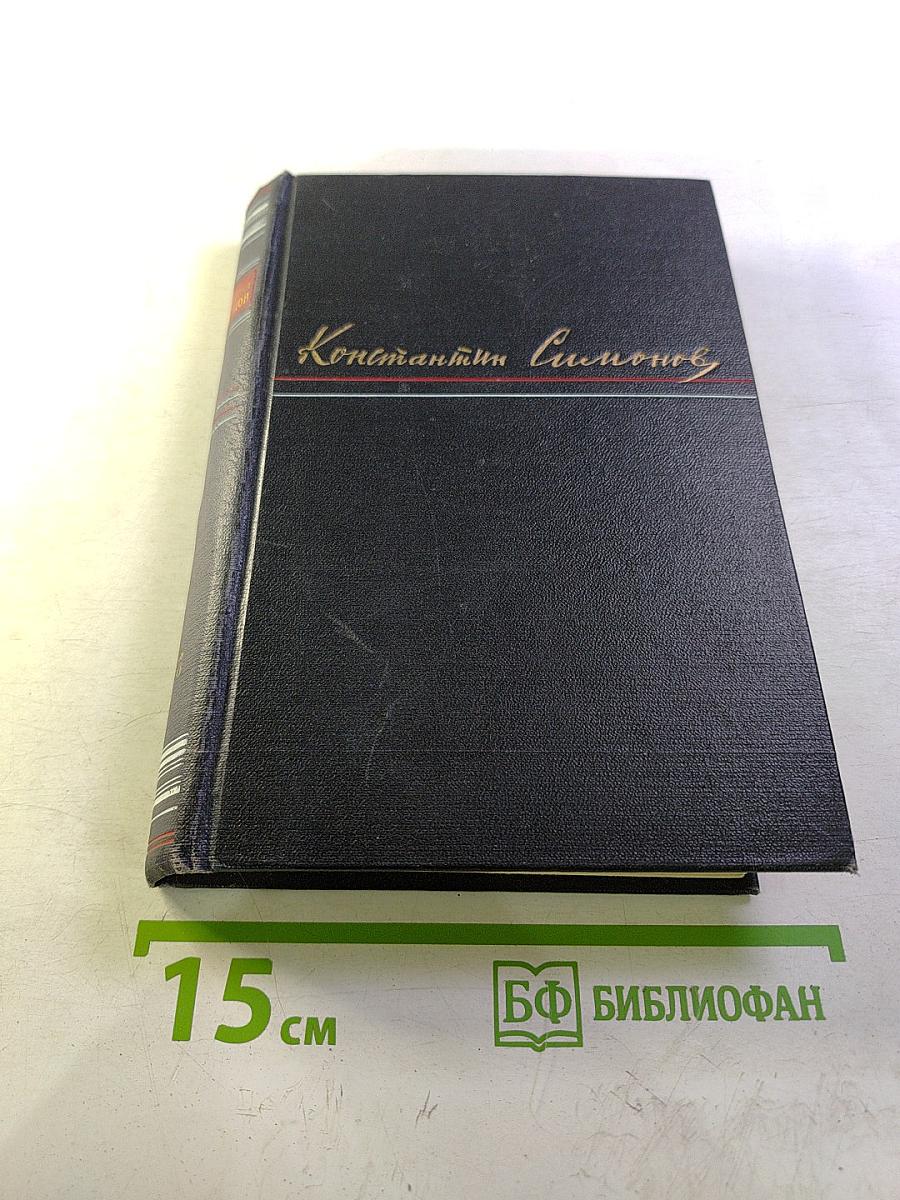 Константин Симонов
15 см
БФ БИБЛИОФАН